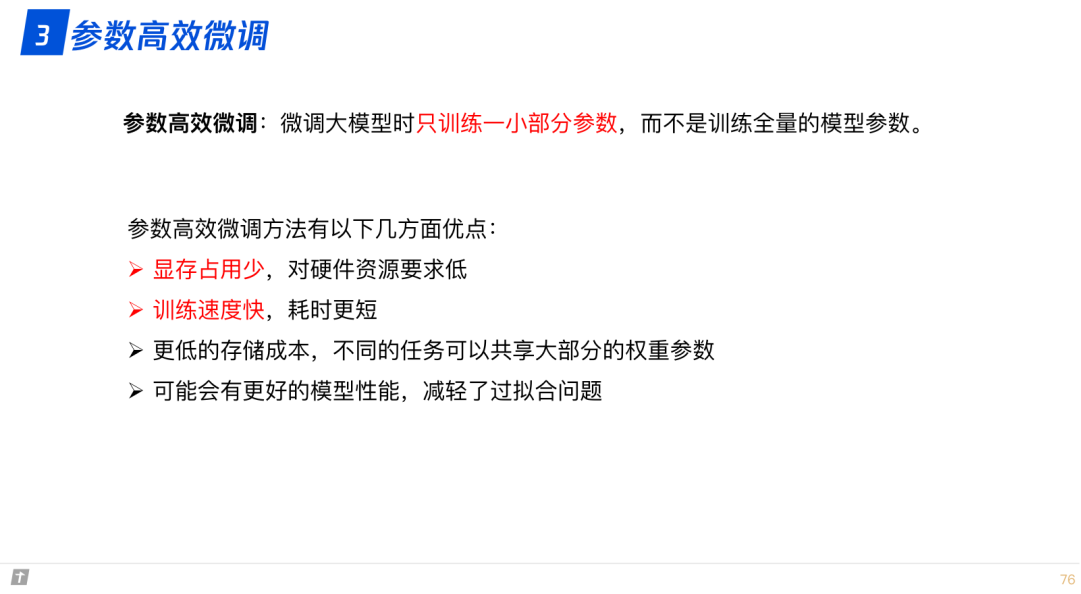 3 参数高效微调
参数高效微调：微调大模型时只训练一小部分参数，而不是训练全量的模型参数。
参数高效微调方法有以下几方面优点：
➢ 显存占用少，对硬件资源要求低
➢ 训练速度快，耗时更短
➢ 更低的存储成本，不同的任务可以共享大部分的权重参数
➢ 可能会有更好的模型性能，减轻了过拟合问题
76